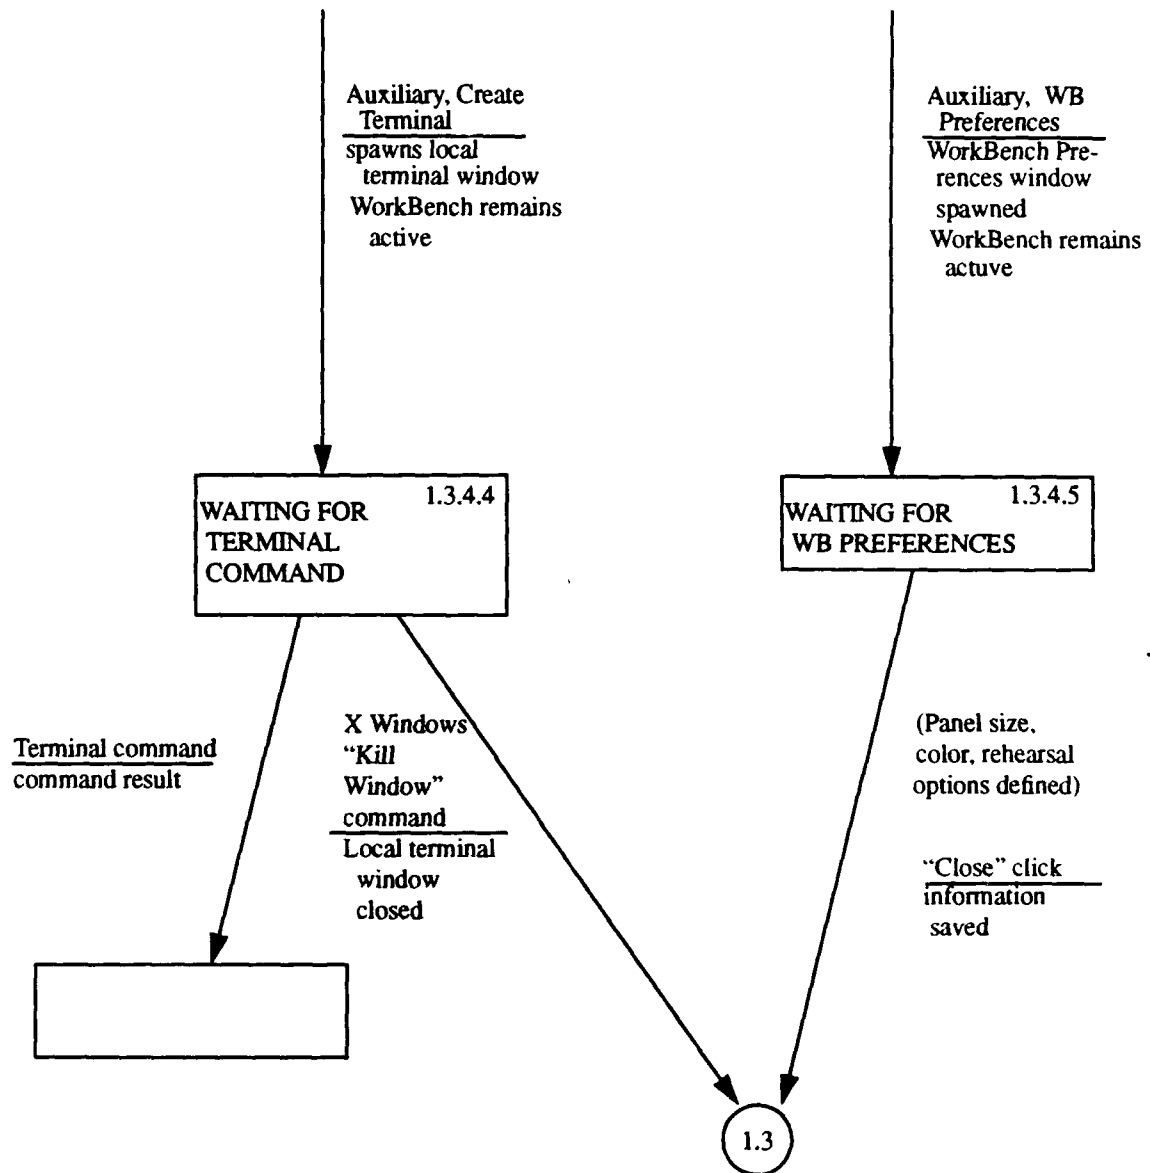 Auxiliary, Create
Terminal
spawns local
terminal window
WorkBench remains
active
Auxiliary, WB
Preferences
WorkBench Pre-
rences window
spawned
WorkBench remains
actuve
1.3.4.4
WAITING FOR
TERMINAL
COMMAND
1.3.4.5
WAITING FOR
WB PREFERENCES
Terminal command
command result
X Windows
“Kill
Window”
command
Local terminal
window
closed
(Panel size,
color, rehearsal
options defined)
“Close” click
information
saved
1.3